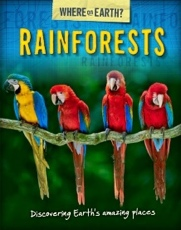 WHERE ON EARTH?
RAINFORESTS
Discovering Earth's amazing places